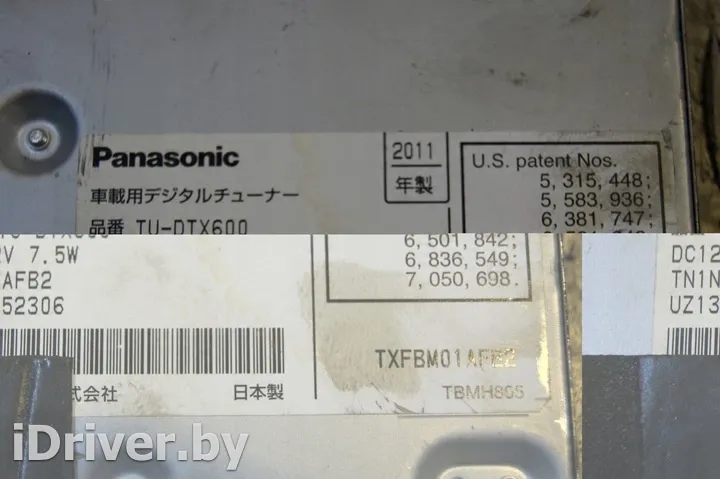 Panasonic
2011
年製
車載用デジタルチューナー
品番 TU-DTX600
U.S. patent Nos.
5,315,448;
5,583,936;
6,381,747;
6,501,842;
6,836,549;
7,050,698.
V 7.5W
AFB2
52306
TXFBM01AFB2
式会社
日本製
TBMH805
DC12
TN1N
UZ13
iDriver.by